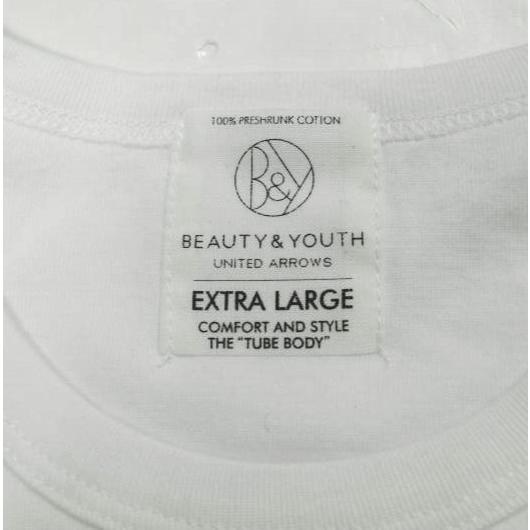 100% PRESHRUNK COTTON
B&Y
BEAUTY & YOUTH
UNITED ARROWS
EXTRA LARGE
COMFORT AND STYLE
THE "TUBE BODY"